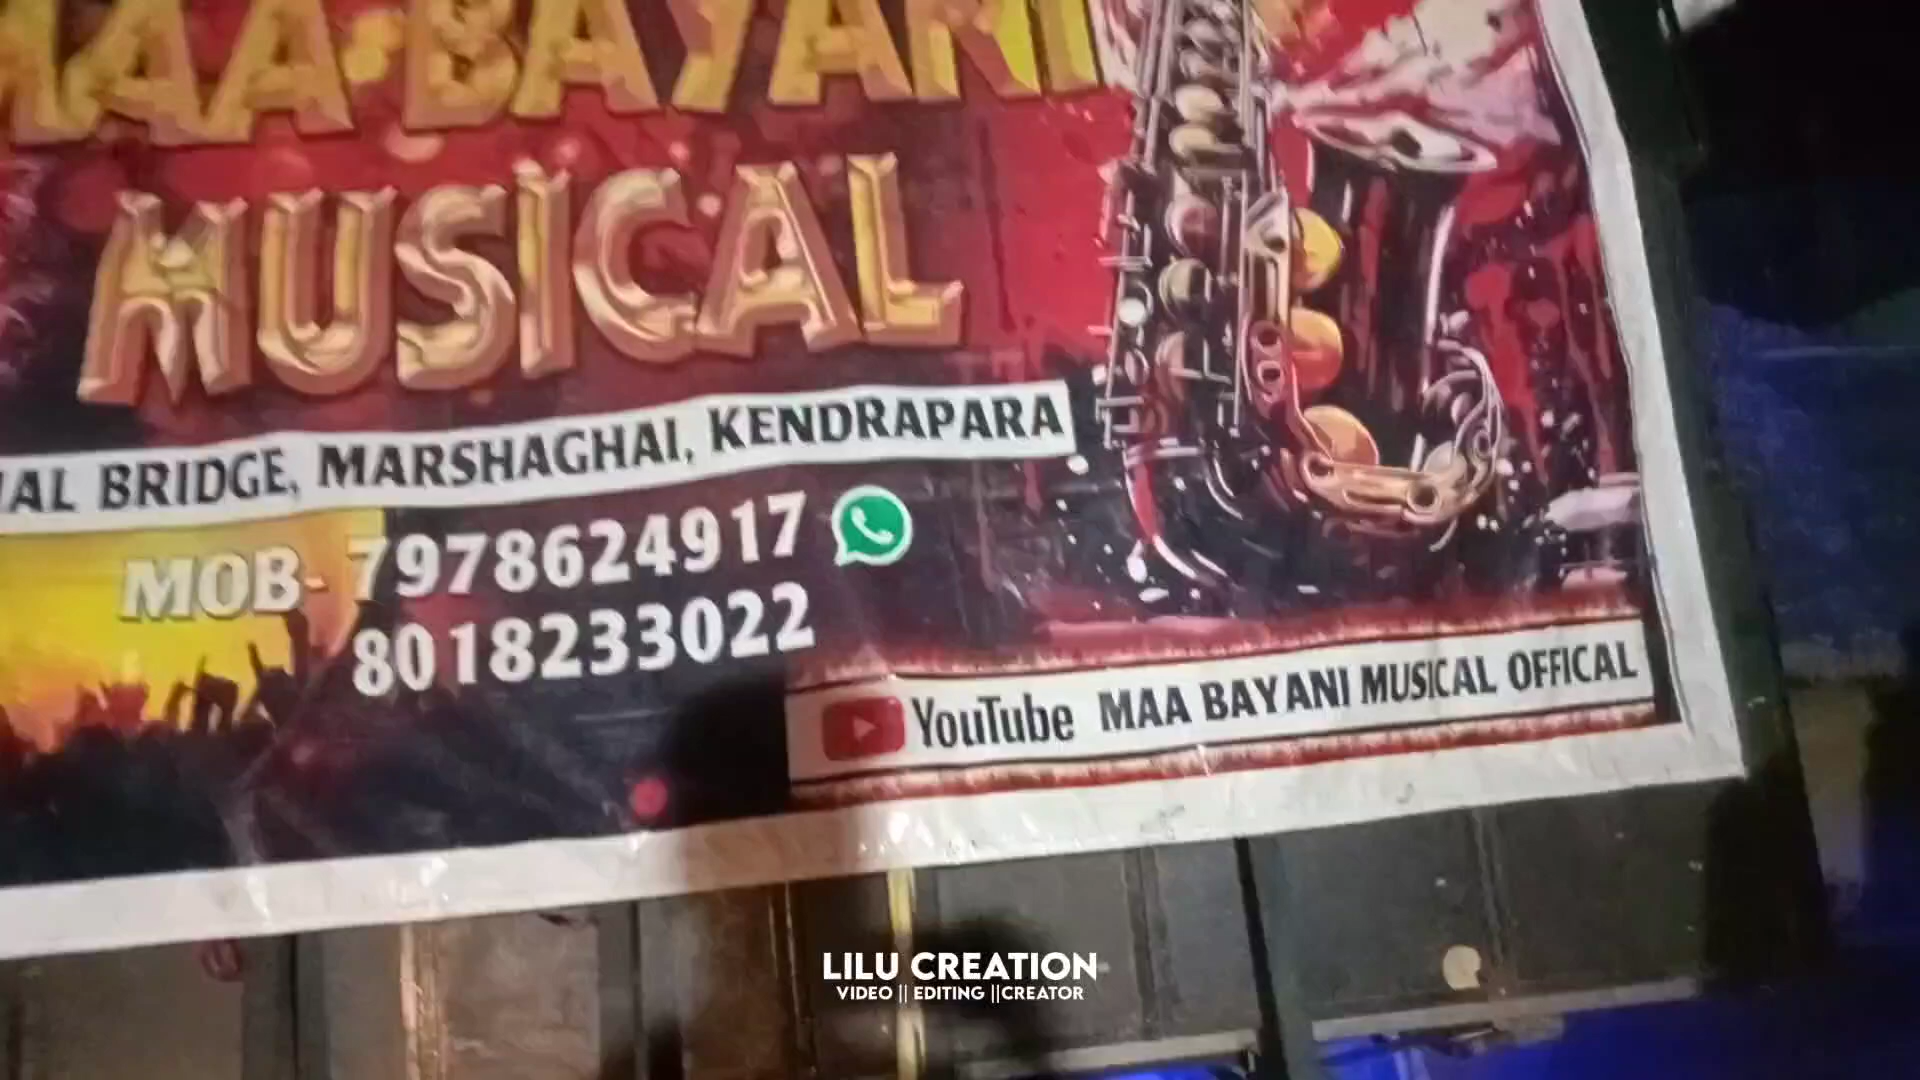 MAA BAYANI
MUSICAL
BRIDGE, MARSHAGHAI, KENDRAPARA
MOB- 7978624917
8018233022
YouTube MAA BAYANI MUSICAL OFFICAL
LILU CREATION
VIDEO || EDITING ||CREATOR